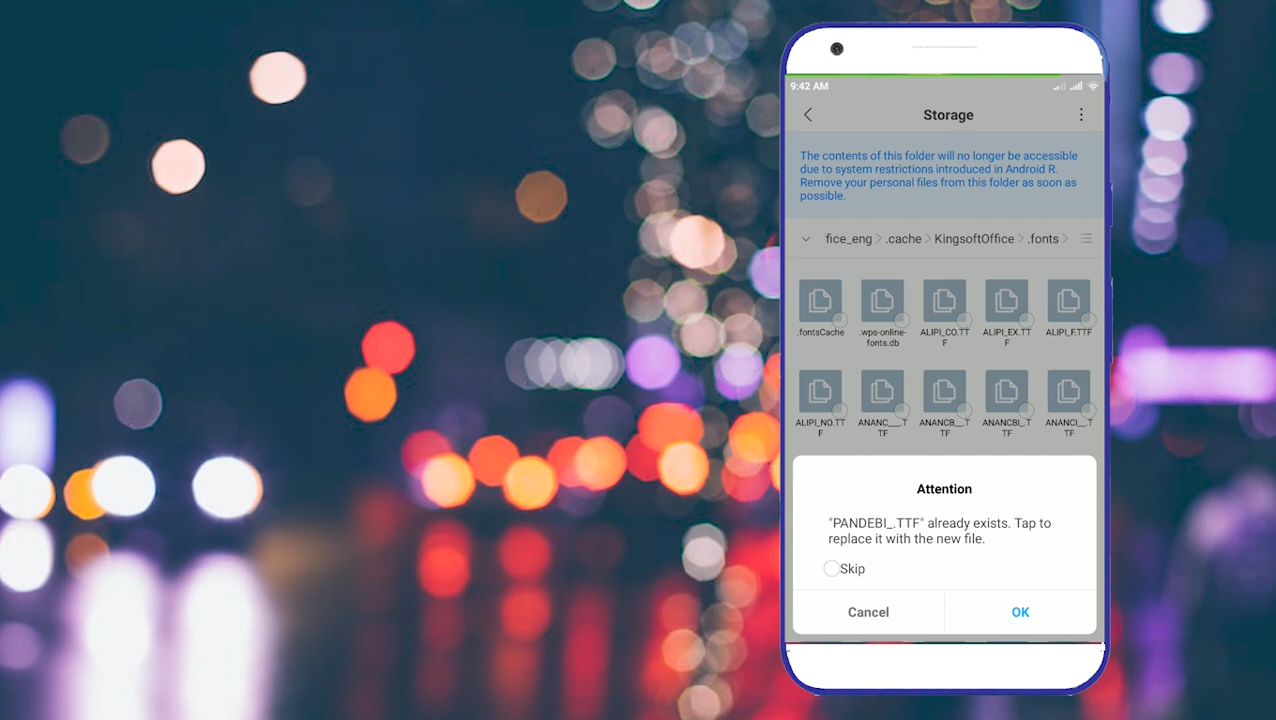 9:42 AM
Storage
The contents of this folder will no longer be accessible
due to system restrictions introduced in Android R.
Remove your personal files from this folder as soon as
possible.
fice_eng > .cache > KingsoftOffice > .fonts >
.fontsCache
.wps-online-
fonts.db
ALIPI_CO.TT
F
ALIPI_EX.TT
F
ALIPI_F.TTF
ALIPI_NO.TT
F
ANANC___.T
TF
ANANCB__.T
TF
ANANCBI_.T
TF
ANANCI__.T
TF
Attention
"PANDEBI_.TTF" already exists. Tap to
replace it with the new file.
Skip
Cancel
OK